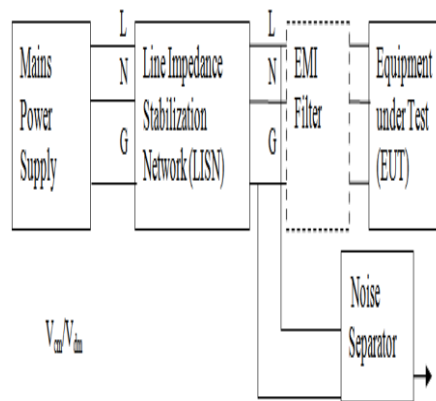 L
N
G
Mains
Power
Supply
Line Impedance
Stabilization
Network (LISN)
L
N
G
EMI
Filter
Equipment
under Test
(EUT)
Noise
Separator
Vcm/Vdm